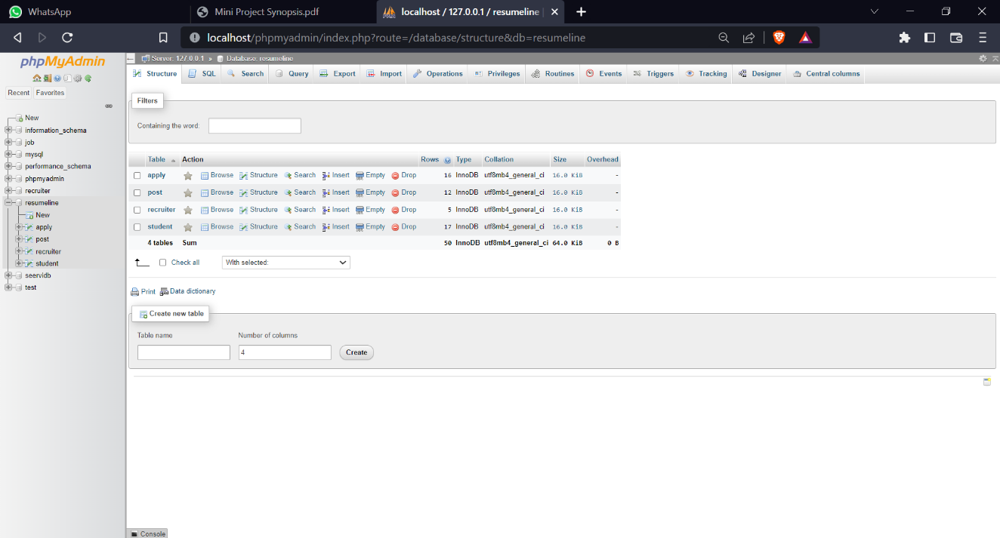 WhatsApp Mini Project Synopsis.pdf localhost / 127.0.0.1 / resumeline
localhost/phpmyadmin/index.php?route=/database/structure&db=resumeline
phpMyAdmin
Recent Favorites
New
information_schema
job
mysql
performance_schema
phpmyadmin
recruiter
resumeline
New
apply
post
recruiter
student
seervidb
test
Server: 127.0.0.1 » Database: resumeline
Structure SQL Search Query Export Import Operations Privileges Routines Events Triggers Tracking Designer Central columns
Filters
Containing the word:
Table Action Rows Type Collation Size Overhead
apply Browse Structure Search Insert Empty Drop 16 InnoDB utf8mb4_general_ci 16.0 KiB -
post Browse Structure Search Insert Empty Drop 12 InnoDB utf8mb4_general_ci 16.0 KiB -
recruiter Browse Structure Search Insert Empty Drop 5 InnoDB utf8mb4_general_ci 16.0 KiB -
student Browse Structure Search Insert Empty Drop 17 InnoDB utf8mb4_general_ci 16.0 KiB -
4 tables Sum 50 InnoDB utf8mb4_general_ci 64.0 KiB 0 B
Check all With selected:
Print Data dictionary
Create new table
Table name Number of columns
4 Create
Console